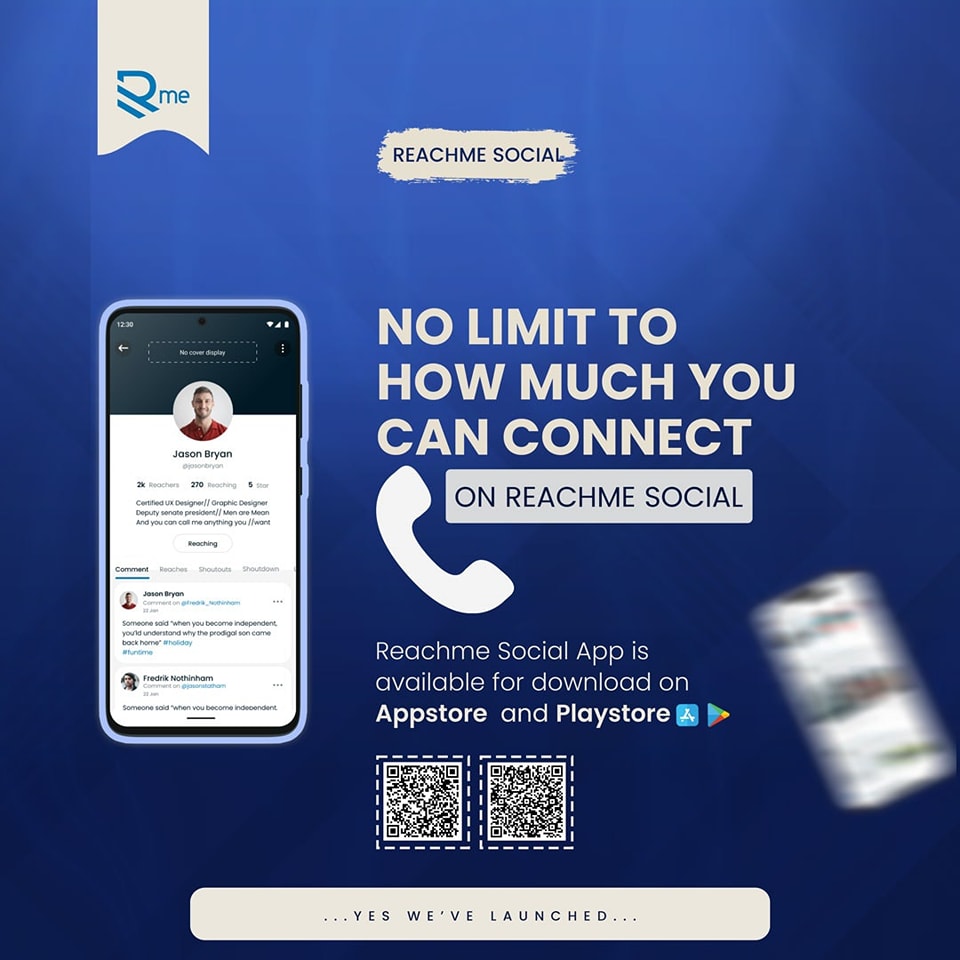 Rme
REACHME SOCIAL
NO LIMIT TO
HOW MUCH YOU
CAN CONNECT
ON REACHME SOCIAL
12:30
No cover display
Jason Bryan
@jasonbryan
2k Reachers 270 Reaching 5 Star
Certified UX Designer// Graphic Designer
Deputy senate president// Men are Mean
And you can call me anything you //want
Reaching
Comment Reaches Shoutouts Shoutdown
Jason Bryan
Comment on @Fredrik_Nothinham
22 Jan
Someone said "when you become independent,
you'ld understand why the prodigal son came
back home" #holiday
#funtime
Fredrik Nothinham
Comment on @jasonstatham
22 Jan
Someone said "when you become independent.
Reachme Social App is
available for download on
Appstore and Playstore
...YES WE'VE LAUNCHED...